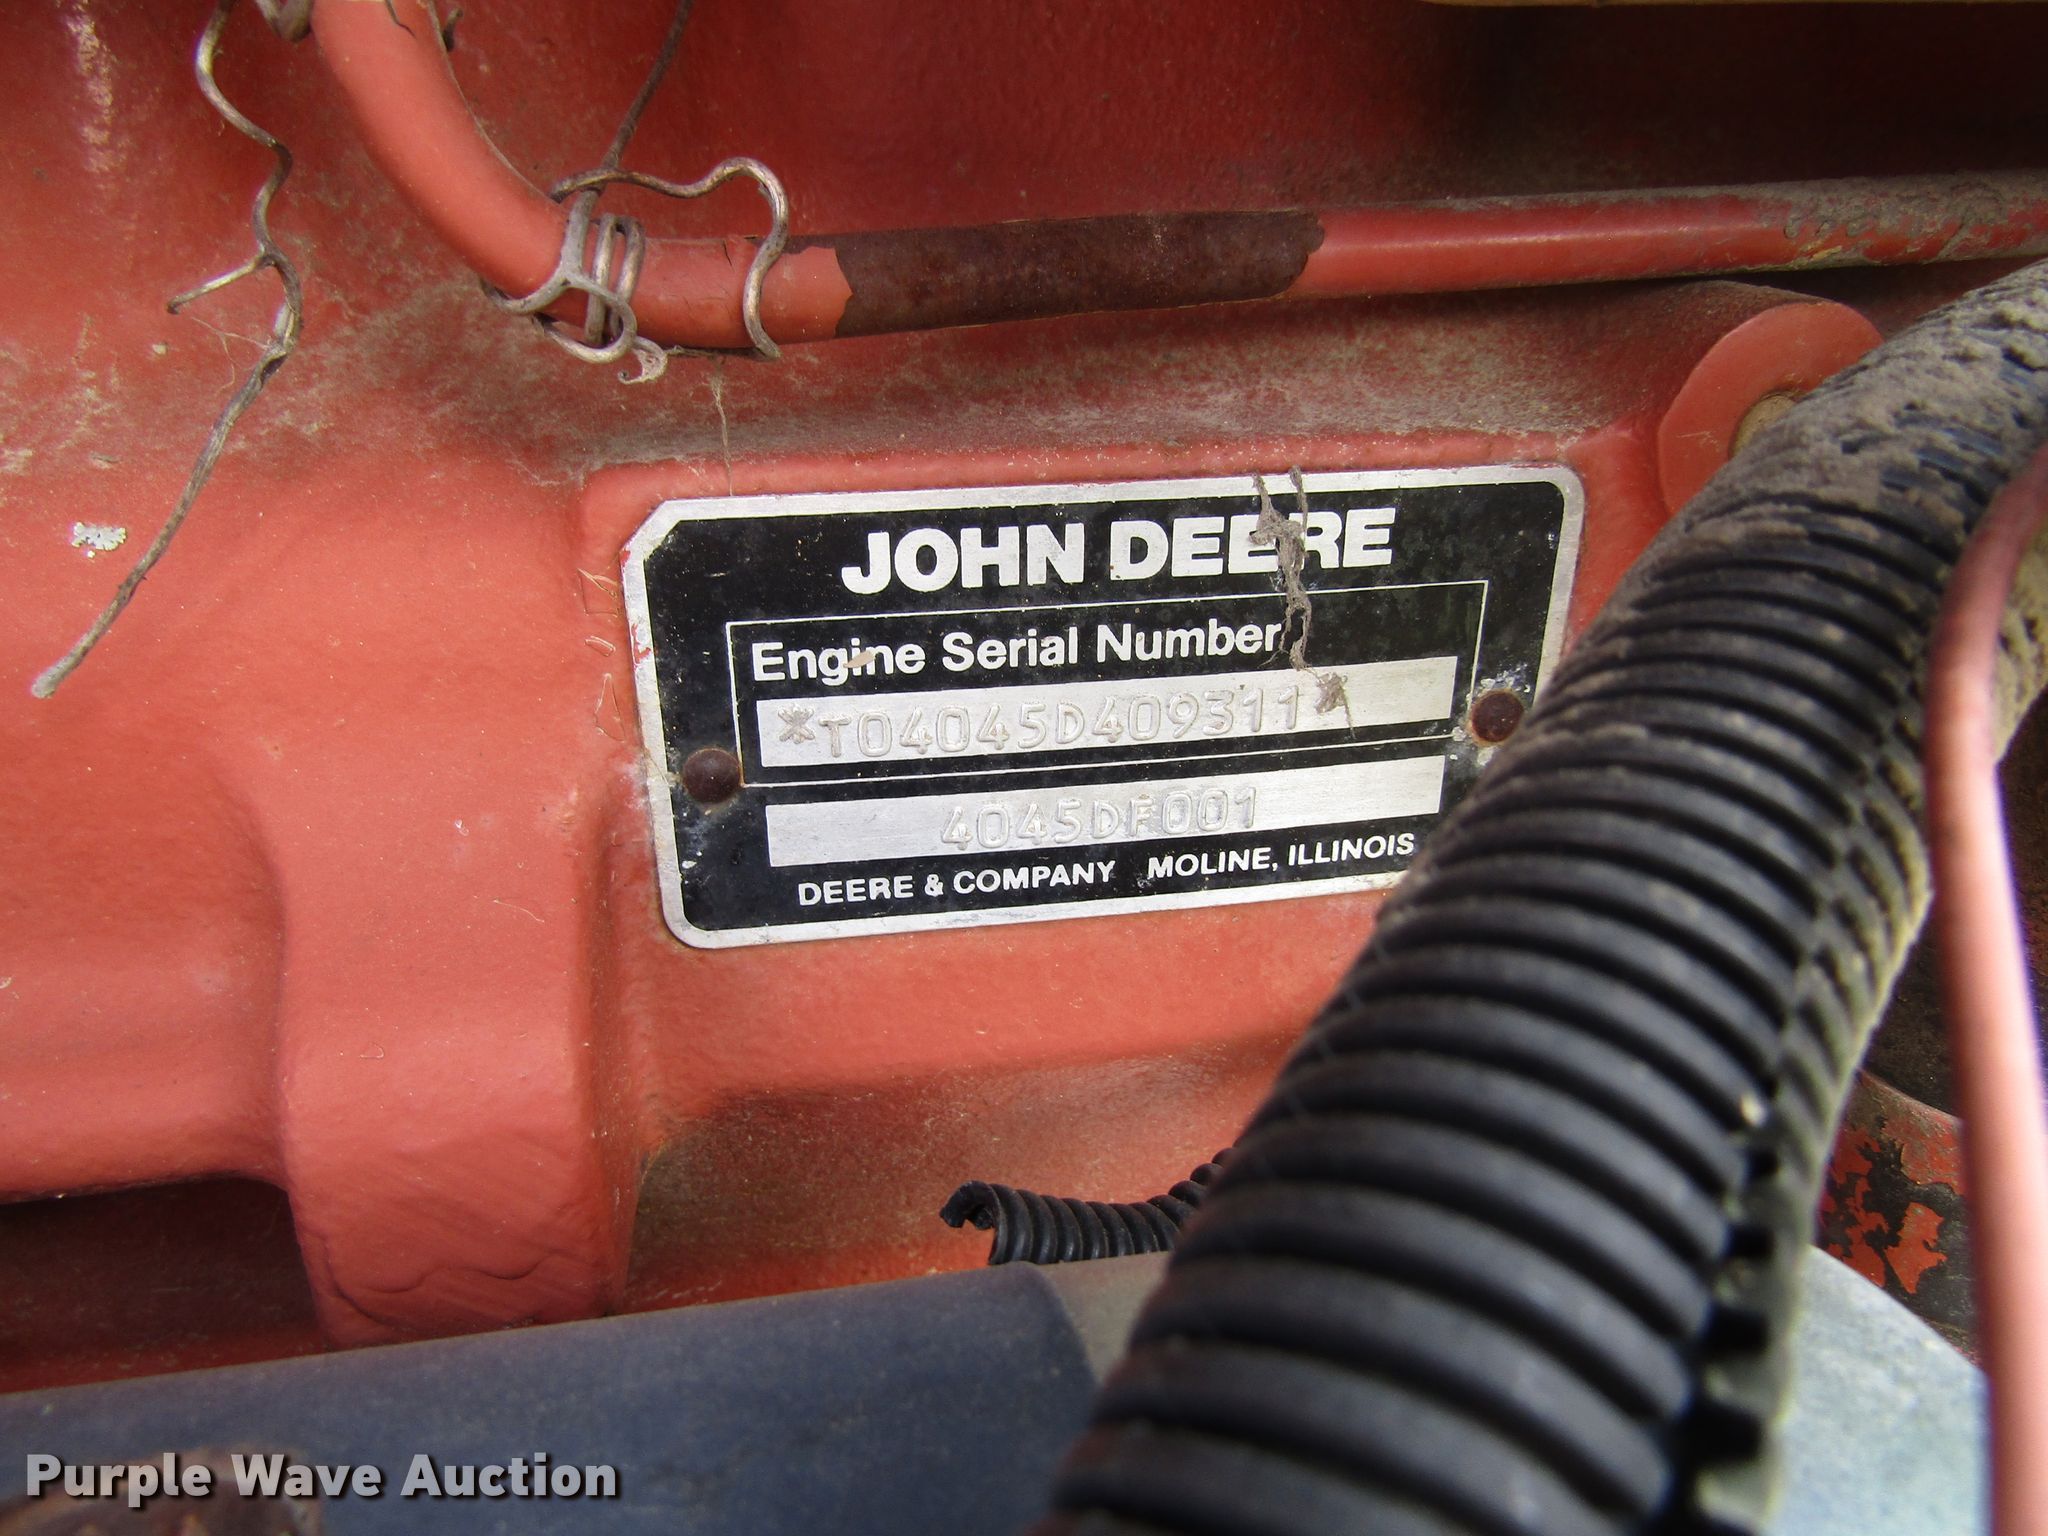 JOHN DEERE
Engine Serial Number
*T04045D409311*
4045DF001
DEERE & COMPANY MOLINE, ILLINOIS
Purple Wave Auction